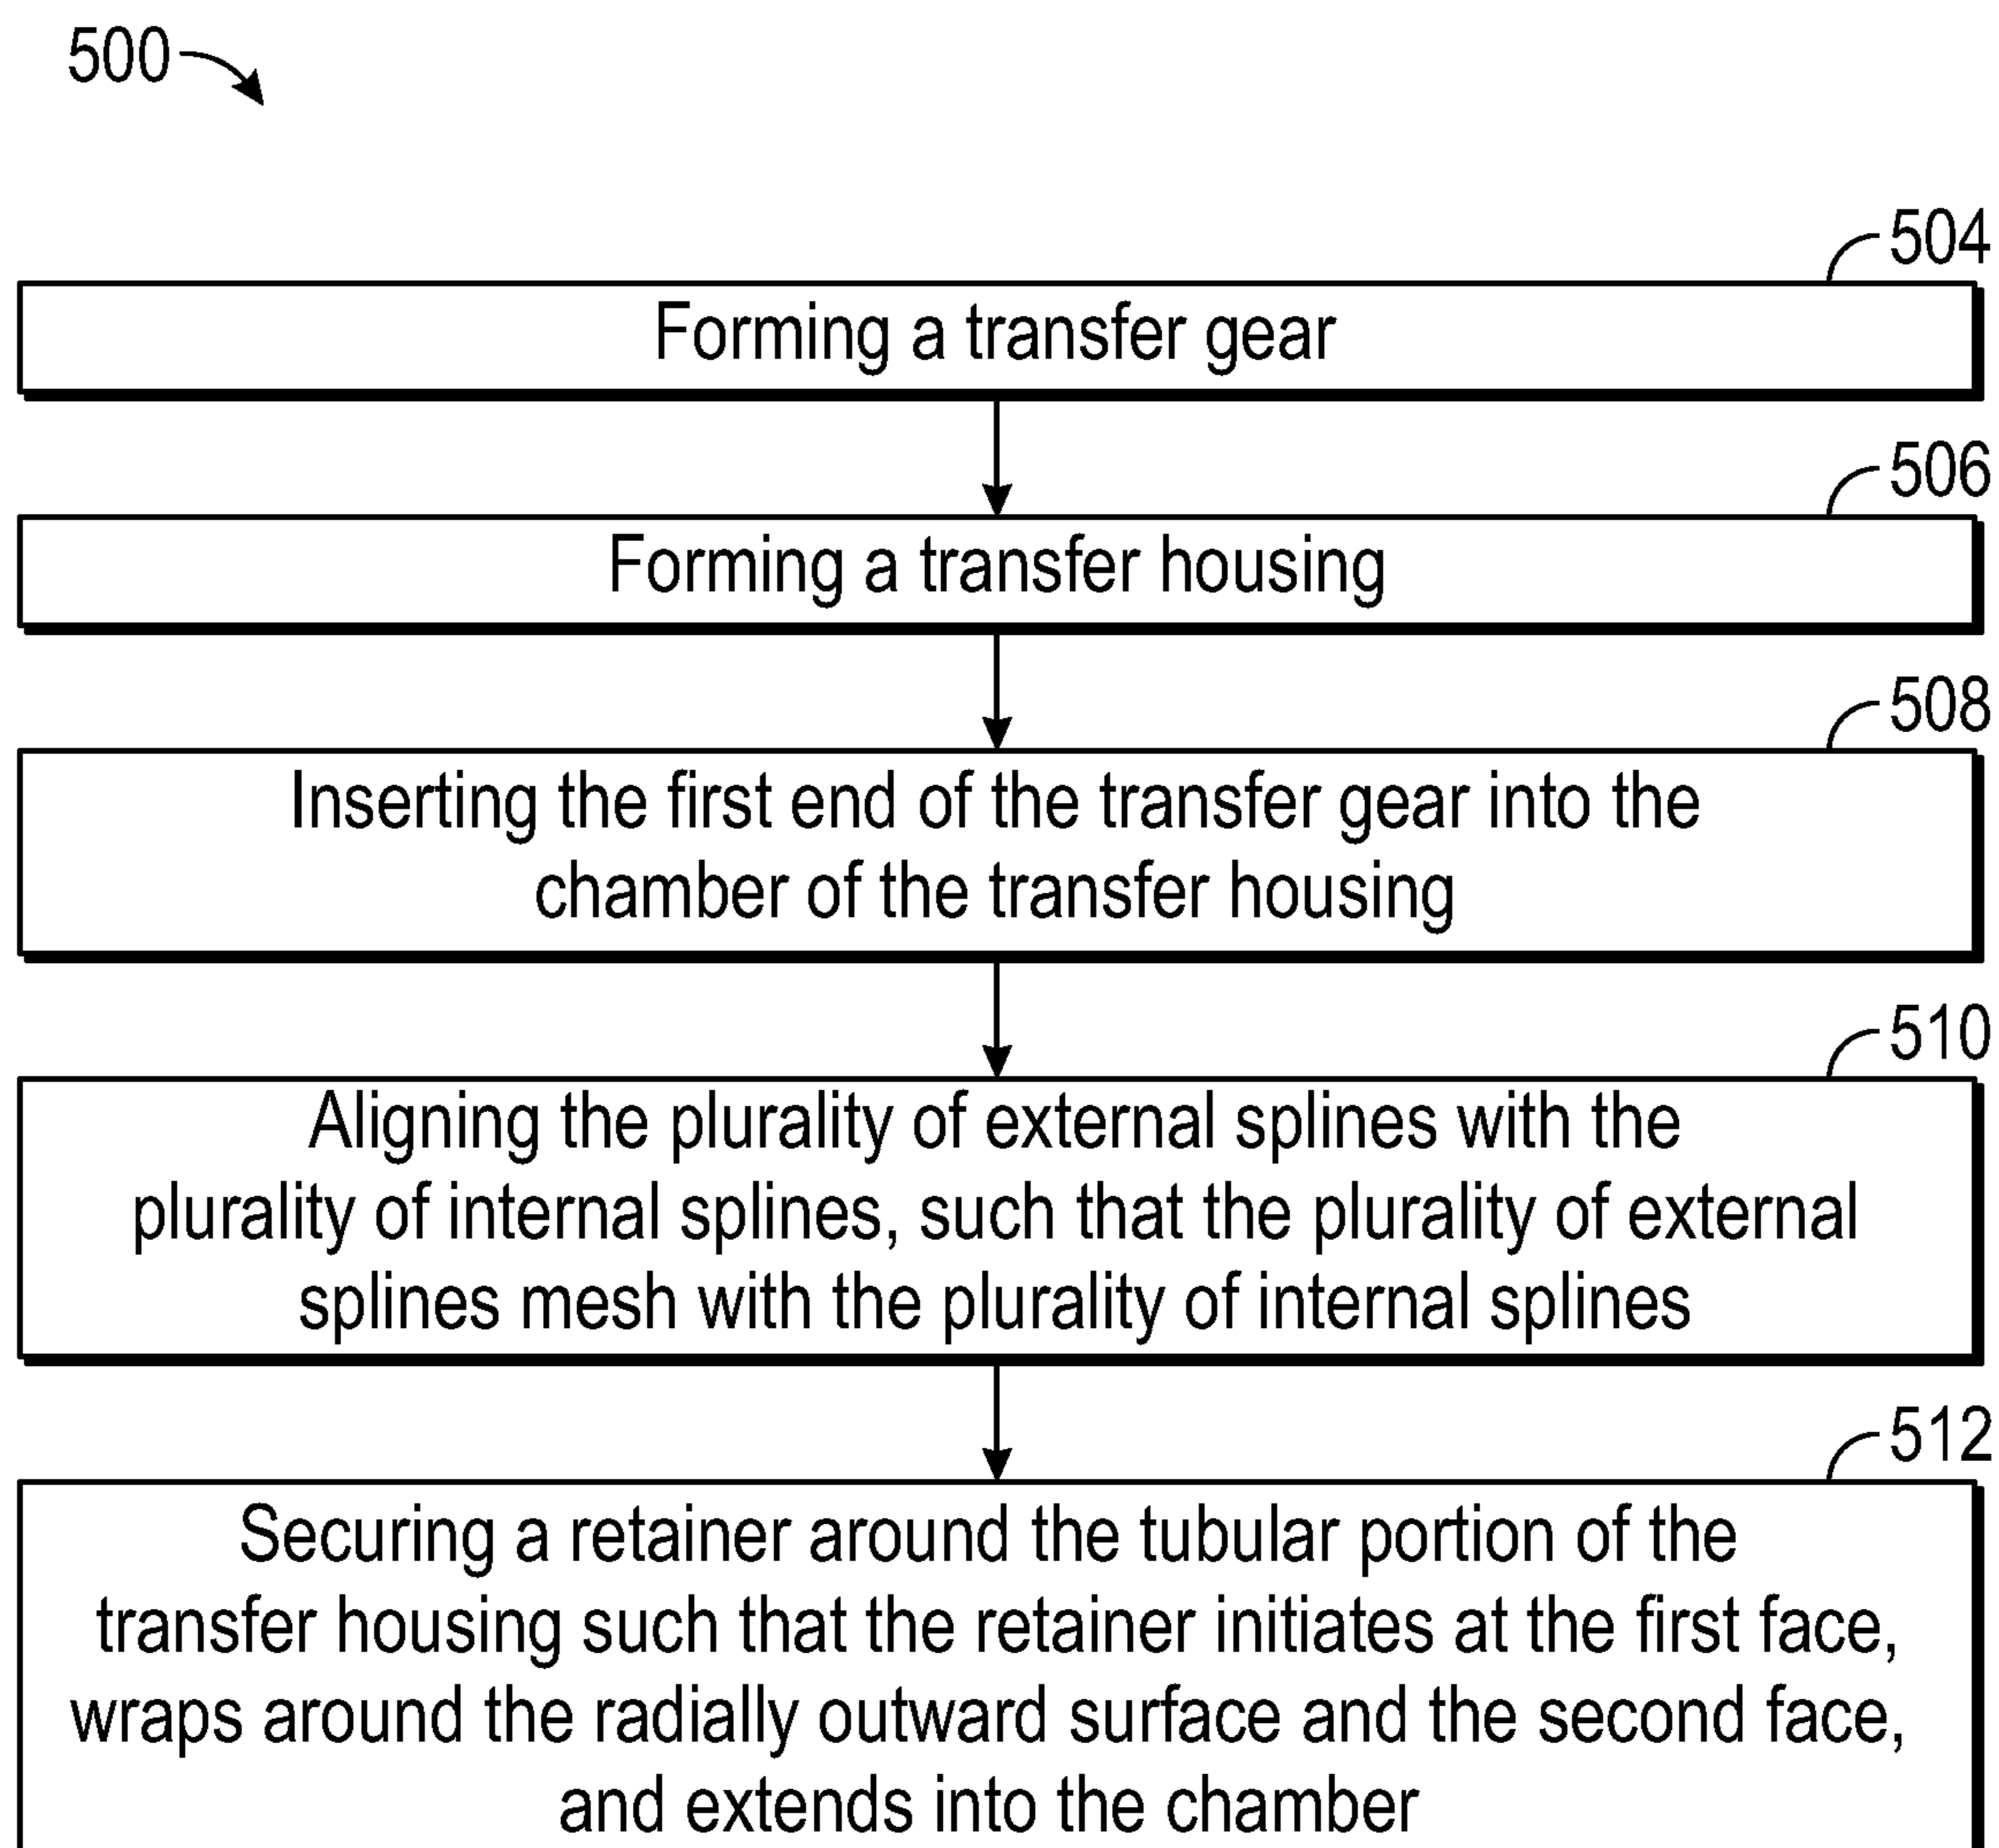 500
504
Forming a transfer gear
506
Forming a transfer housing
508
Inserting the first end of the transfer gear into the
chamber of the transfer housing
510
Aligning the plurality of external splines with the
plurality of internal splines, such that the plurality of external
splines mesh with the plurality of internal splines
512
Securing a retainer around the tubular portion of the
transfer housing such that the retainer initiates at the first face,
wraps around the radially outward surface and the second face,
and extends into the chamber